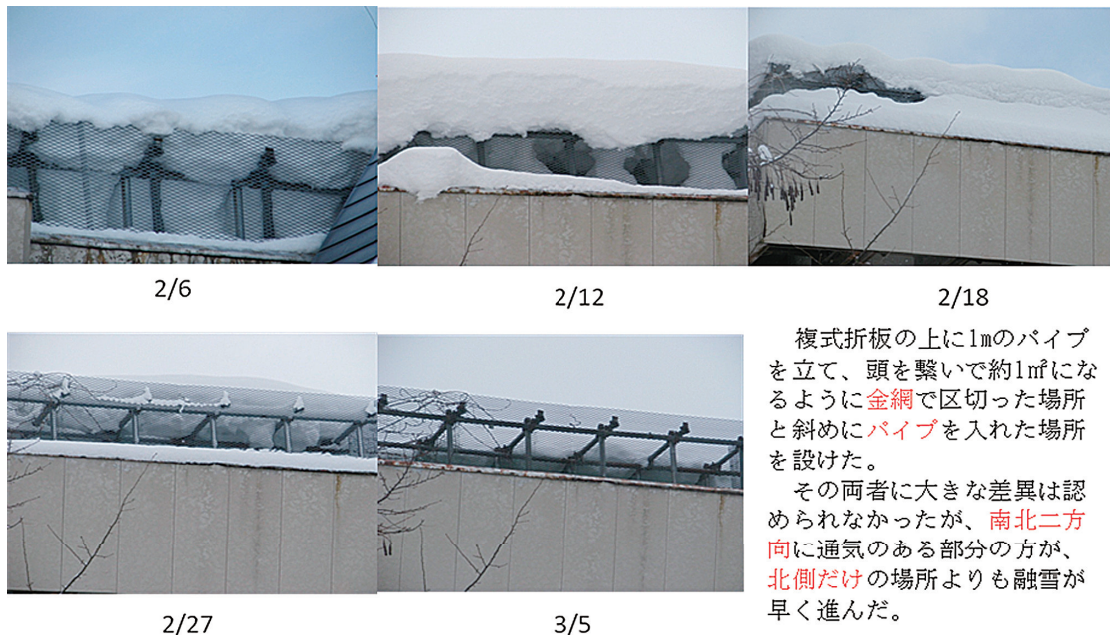 2/6
2/12
2/18
2/27
3/5
複式折板の上に1mのバイブ
を立て、頭を繋いで約1㎡にな
るように金網で区切った場所
と斜めにバイブを入れた場所
を設けた。
その両者に大きな差異は認
められなかったが、南北二方
向に通気のある部分の方が、
北側だけの場所よりも融雪が
早く進んだ。